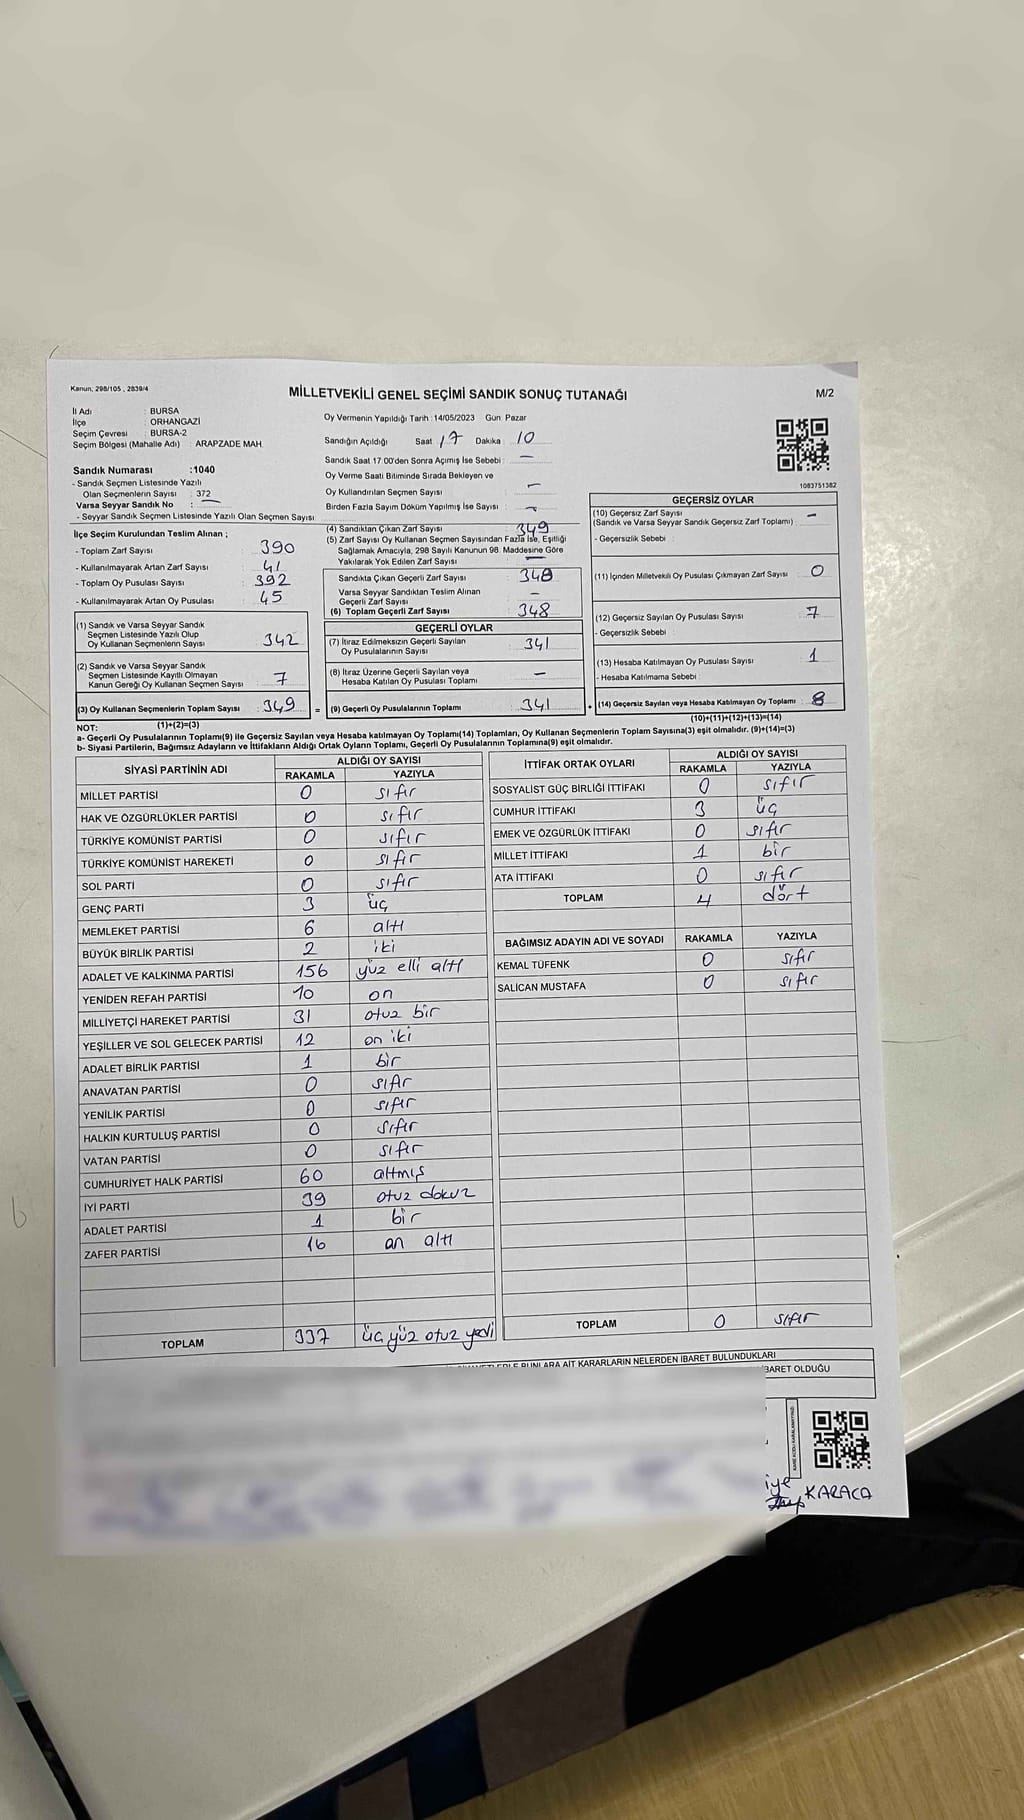 Kanun: 298/105 , 2839/4
MİLLETVEKİLİ GENEL SEÇİMİ SANDIK SONUÇ TUTANAĞI
M/2
İl Adı : BURSA
İlçe : ORHANGAZİ
Seçim Çevresi : BURSA-2
Seçim Bölgesi (Mahalle Adı) : ARAPZADE MAH.
Sandık Numarası :1040
- Sandık Seçmen Listesinde Yazılı
Olan Seçmenlerin Sayısı : 372
Varsa Seyyar Sandık No : —
- Seyyar Sandık Seçmen Listesinde Yazılı Olan Seçmen Sayısı:
Oy Vermenin Yapıldığı Tarih :14/05/2023 Gün: Pazar
Sandığın Açıldığı Saat 17 Dakika : 10
Sandık Saat 17:00'den Sonra Açımış İse Sebebi : —
Oy Verme Saati Bitiminde Sırada Bekleyen ve
Oy Kullandırılan Seçmen Sayısı : —
Birden Fazla Sayım Döküm Yapılmış İse Sayısı : —
1083751382
İlçe Seçim Kurulundan Teslim Alınan ;
- Toplam Zarf Sayısı : 390
- Kullanılmayarak Artan Zarf Sayısı : 41
- Toplam Oy Pusulası Sayısı : 392
- Kullanılmayarak Artan Oy Pusulası : 45
(1) Sandık ve Varsa Seyyar Sandık
Seçmen Listesinde Yazılı Olup
Oy Kullanan Seçmenlerin Sayısı : 342
(2) Sandık ve Varsa Seyyar Sandık
Seçmen Listesinde Kayıtlı Olmayan
Kanun Gereği Oy Kullanan Seçmen Sayısı : 7
(3) Oy Kullanan Seçmenlerin Toplam Sayısı : 349
(1)+(2)=(3)
(4) Sandıktan Çıkan Zarf Sayısı : 349
(5) Zarf Sayısı Oy Kullanan Seçmen Sayısından Fazla İse, Eşitliği
Sağlamak Amacıyla, 298 Sayılı Kanunun 98. Maddesine Göre
Yakılarak Yok Edilen Zarf Sayısı : —
Sandıkta Çıkan Geçerli Zarf Sayısı : 348
Varsa Seyyar Sandıktan Teslim Alınan
Geçerli Zarf Sayısı : —
(6) Toplam Geçerli Zarf Sayısı : 348
GEÇERLİ OYLAR
(7) İtiraz Edilmeksizin Geçerli Sayılan
Oy Pusulalarının Sayısı : 341
(8) İtiraz Üzerine Geçerli Sayılan veya
Hesaba Katılan Oy Pusulası Toplamı : —
= (9) Geçerli Oy Pusulalarının Toplamı : 341
GEÇERSİZ OYLAR
(10) Geçersiz Zarf Sayısı : —
(Sandık ve Varsa Seyyar Sandık Geçersiz Zarf Toplamı)
- Geçersizlik Sebebi :
(11) İçinden Milletvekili Oy Pusulası Çıkmayan Zarf Sayısı : 0
(12) Geçersiz Sayılan Oy Pusulası Sayısı : 7
- Geçersizlik Sebebi :
(13) Hesaba Katılmayan Oy Pusulası Sayısı : 1
- Hesaba Katılmama Sebebi :
+ (14) Geçersiz Sayılan veya Hesaba Katılmayan Oy Toplamı : 8
(10)+(11)+(12)+(13)=(14)
NOT:
a- Geçerli Oy Pusulalarının Toplamı(9) ile Geçersiz Sayılan veya Hesaba katılmayan Oy Toplamı(14) Toplamları, Oy Kullanan Seçmenlerin Toplam Sayısına(3) eşit olmalıdır. (9)+(14)=(3)
b- Siyasi Partilerin, Bağımsız Adayların ve İttifakların Aldığı Ortak Oyların Toplamı, Geçerli Oy Pusulalarının Toplamına(9) eşit olmalıdır.
SİYASİ PARTİNİN ADI ALDIĞI OY SAYISI
RAKAMLA YAZIYLA
MİLLET PARTİSİ 0 sıfır
HAK VE ÖZGÜRLÜKLER PARTİSİ 0 sıfır
TÜRKİYE KOMÜNİST PARTİSİ 0 sıfır
TÜRKİYE KOMÜNİST HAREKETİ 0 sıfır
SOL PARTİ 0 sıfır
GENÇ PARTİ 3 üç
MEMLEKET PARTİSİ 6 altı
BÜYÜK BİRLİK PARTİSİ 2 iki
ADALET VE KALKINMA PARTİSİ 156 yüz elli altı
YENİDEN REFAH PARTİSİ 10 on
MİLLİYETÇİ HAREKET PARTİSİ 31 otuz bir
YEŞİLLER VE SOL GELECEK PARTİSİ 12 on iki
ADALET BİRLİK PARTİSİ 1 bir
ANAVATAN PARTİSİ 0 sıfır
YENİLİK PARTİSİ 0 sıfır
HALKIN KURTULUŞ PARTİSİ 0 sıfır
VATAN PARTİSİ 0 sıfır
CUMHURİYET HALK PARTİSİ 60 altmış
İYİ PARTİ 39 otuz dokuz
ADALET PARTİSİ 1 bir
ZAFER PARTİSİ 16 on altı
TOPLAM 337 üç yüz otuz yedi
İTTİFAK ORTAK OYLARI ALDIĞI OY SAYISI
RAKAMLA YAZIYLA
SOSYALİST GÜÇ BİRLİĞİ İTTİFAKI 0 sıfır
CUMHUR İTTİFAKI 3 üç
EMEK VE ÖZGÜRLÜK İTTİFAKI 0 sıfır
MİLLET İTTİFAKI 1 bir
ATA İTTİFAKI 0 sıfır
TOPLAM 4 dört
BAĞIMSIZ ADAYIN ADI VE SOYADI RAKAMLA YAZIYLA
KEMAL TÜFENK 0 sıfır
SALİCAN MUSTAFA 0 sıfır
TOPLAM 0 sıfır
BUNLARA AİT KARARLARIN NELERDEN İBARET BULUNDUKLARI
İBARET OLDUĞU
iye
KARACA